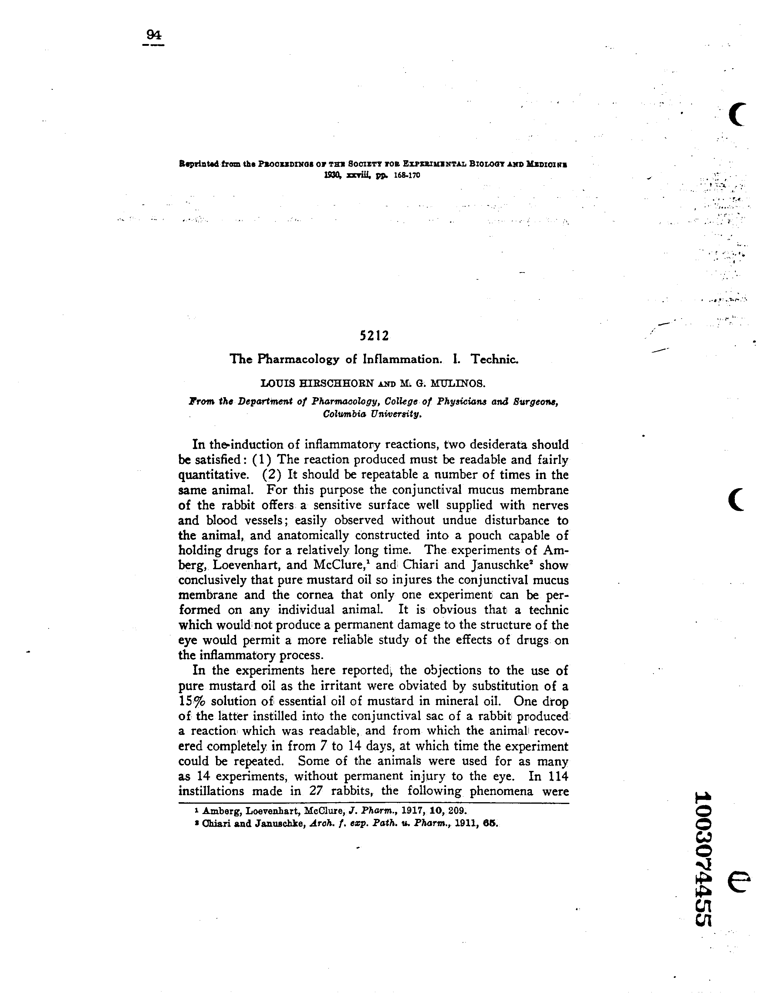 94
Reprinted from the PROCEEDINGS OF THE SOCIETY FOR EXPERIMENTAL BIOLOGY AND MEDICINE
1930, xxviii, pp. 168-170
5212
The Pharmacology of Inflammation. I. Technic.
LOUIS HIRSCHHORN AND M. G. MULINOS.
From the Department of Pharmacology, College of Physicians and Surgeons,
Columbia University.
In the induction of inflammatory reactions, two desiderata should
be satisfied: (1) The reaction produced must be readable and fairly
quantitative. (2) It should be repeatable a number of times in the
same animal. For this purpose the conjunctival mucus membrane
of the rabbit offers a sensitive surface well supplied with nerves
and blood vessels; easily observed without undue disturbance to
the animal, and anatomically constructed into a pouch capable of
holding drugs for a relatively long time. The experiments of Am-
berg, Loevenhart, and McClure,¹ and Chiari and Januschke² show
conclusively that pure mustard oil so injures the conjunctival mucus
membrane and the cornea that only one experiment can be per-
formed on any individual animal. It is obvious that a technic
which would not produce a permanent damage to the structure of the
eye would permit a more reliable study of the effects of drugs on
the inflammatory process.
In the experiments here reported, the objections to the use of
pure mustard oil as the irritant were obviated by substitution of a
15% solution of essential oil of mustard in mineral oil. One drop
of the latter instilled into the conjunctival sac of a rabbit produced
a reaction which was readable, and from which the animal recov-
ered completely in from 7 to 14 days, at which time the experiment
could be repeated. Some of the animals were used for as many
as 14 experiments, without permanent injury to the eye. In 114
instillations made in 27 rabbits, the following phenomena were
¹ Amberg, Loevenhart, McClure, J. Pharm., 1917, 10, 209.
² Chiari and Januschke, Arch. f. exp. Path. u. Pharm., 1911, 65.
1003074455
e